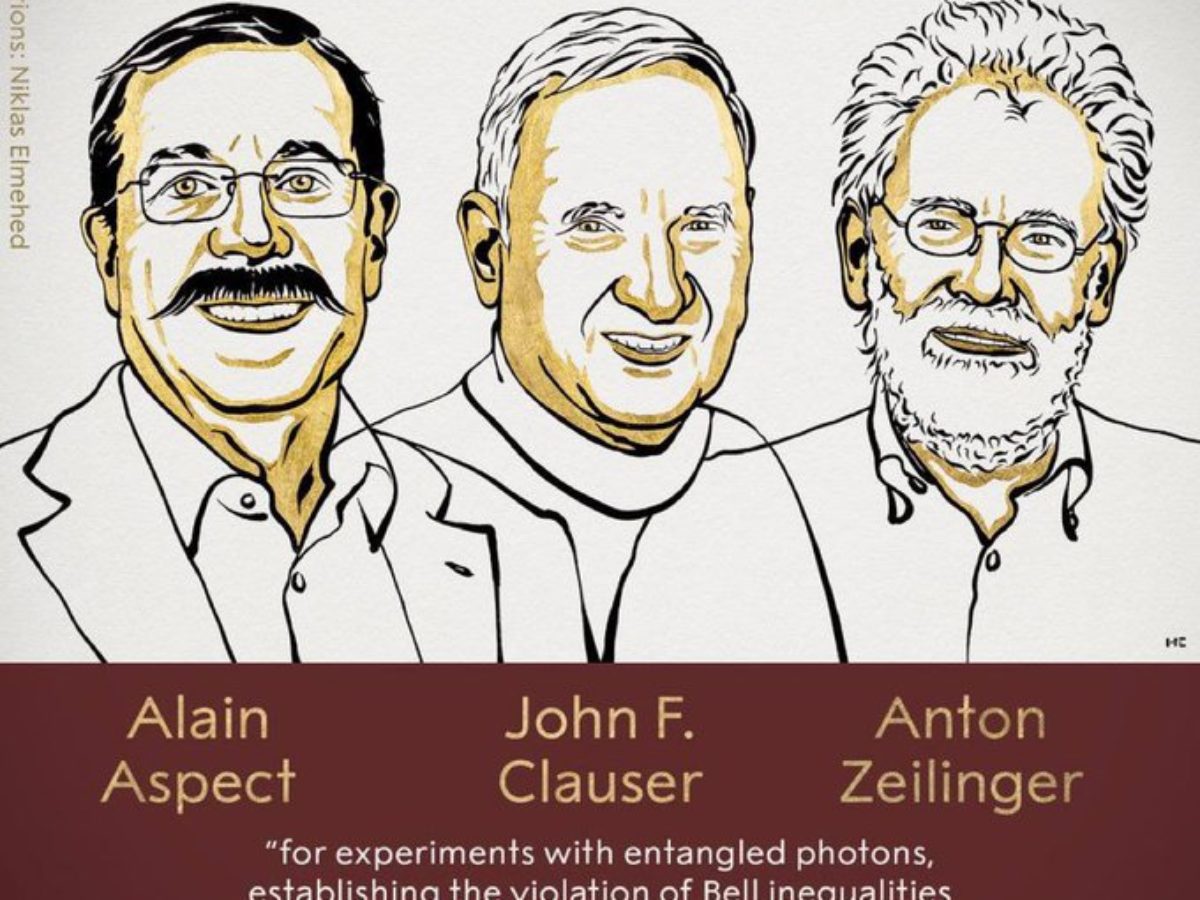 ions: Niklas Elmehed
Alain
Aspect
John F.
Clauser
Anton
Zeilinger
“for experiments with entangled photons,
establishing the violation of Bell inequalities